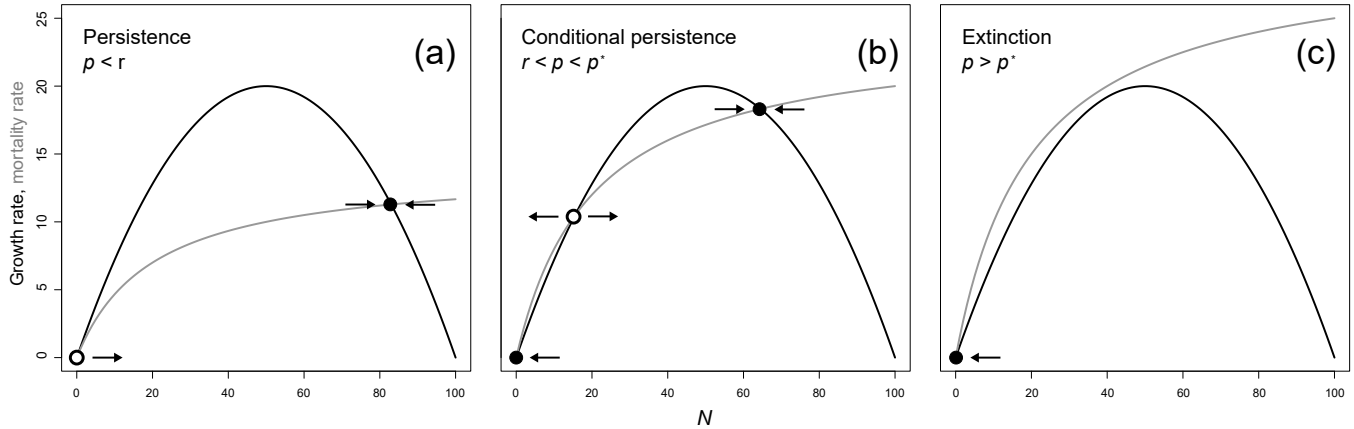 Growth rate, mortality rate
25
20
15
10
5
0
Persistence
p < r
(a)
0 20 40 60 80 100
Conditional persistence
r < p < p*
(b)
0 20 40 60 80 100
N
Extinction
p > p*
(c)
0 20 40 60 80 100